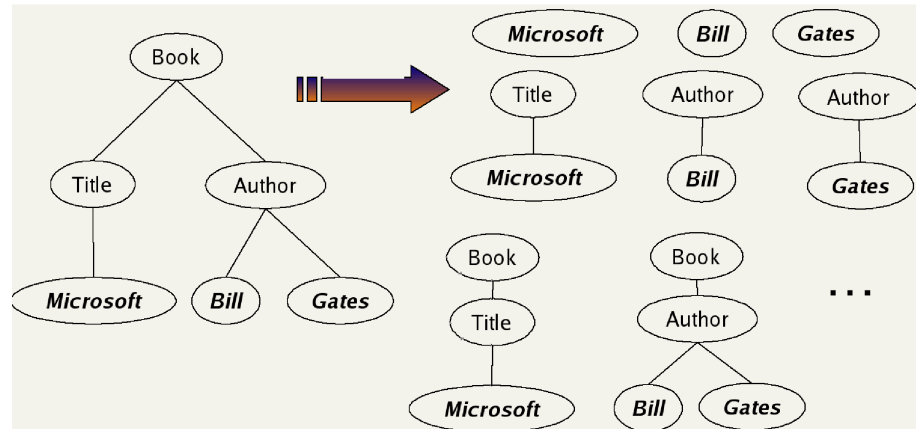 Book
Title
Author
Microsoft
Bill
Gates
Microsoft
Bill
Gates
Title
Author
Author
Microsoft
Bill
Gates
Book
Book
Title
Author
Microsoft
Bill
Gates
...